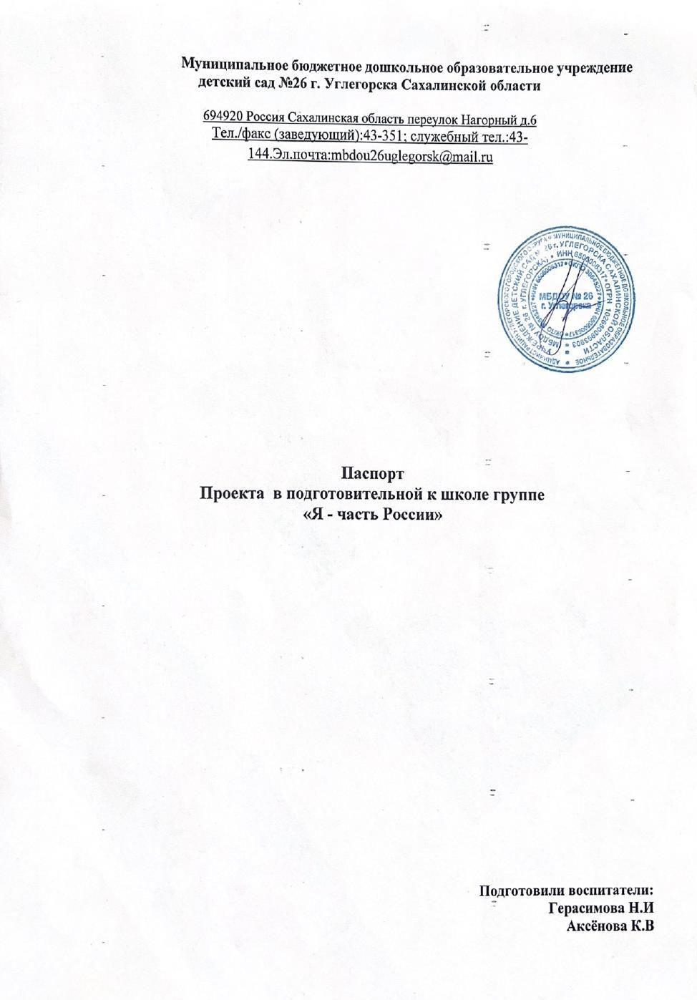 Муниципальное бюджетное дошкольное образовательное учреждение
детский сад №26 г. Углегорска Сахалинской области
694920 Россия Сахалинская область переулок Нагорный д.6
Тел./факс (заведующий):43-351; служебный тел.:43-
144.Эл.почта:mbdou26uglegorsk@mail.ru
МБДОУ № 26
г. Углегорска
Паспорт
Проекта в подготовительной к школе группе
«Я - часть России»
Подготовили воспитатели:
Герасимова Н.И
Аксёнова К.В